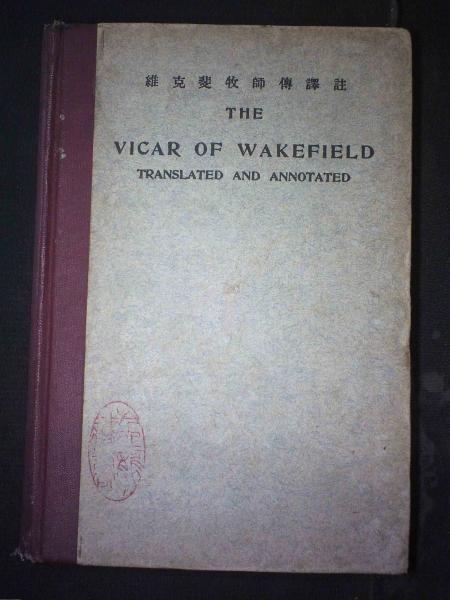 維克斐牧師傳譯註
THE
VICAR OF WAKEFIELD
TRANSLATED AND ANNOTATED